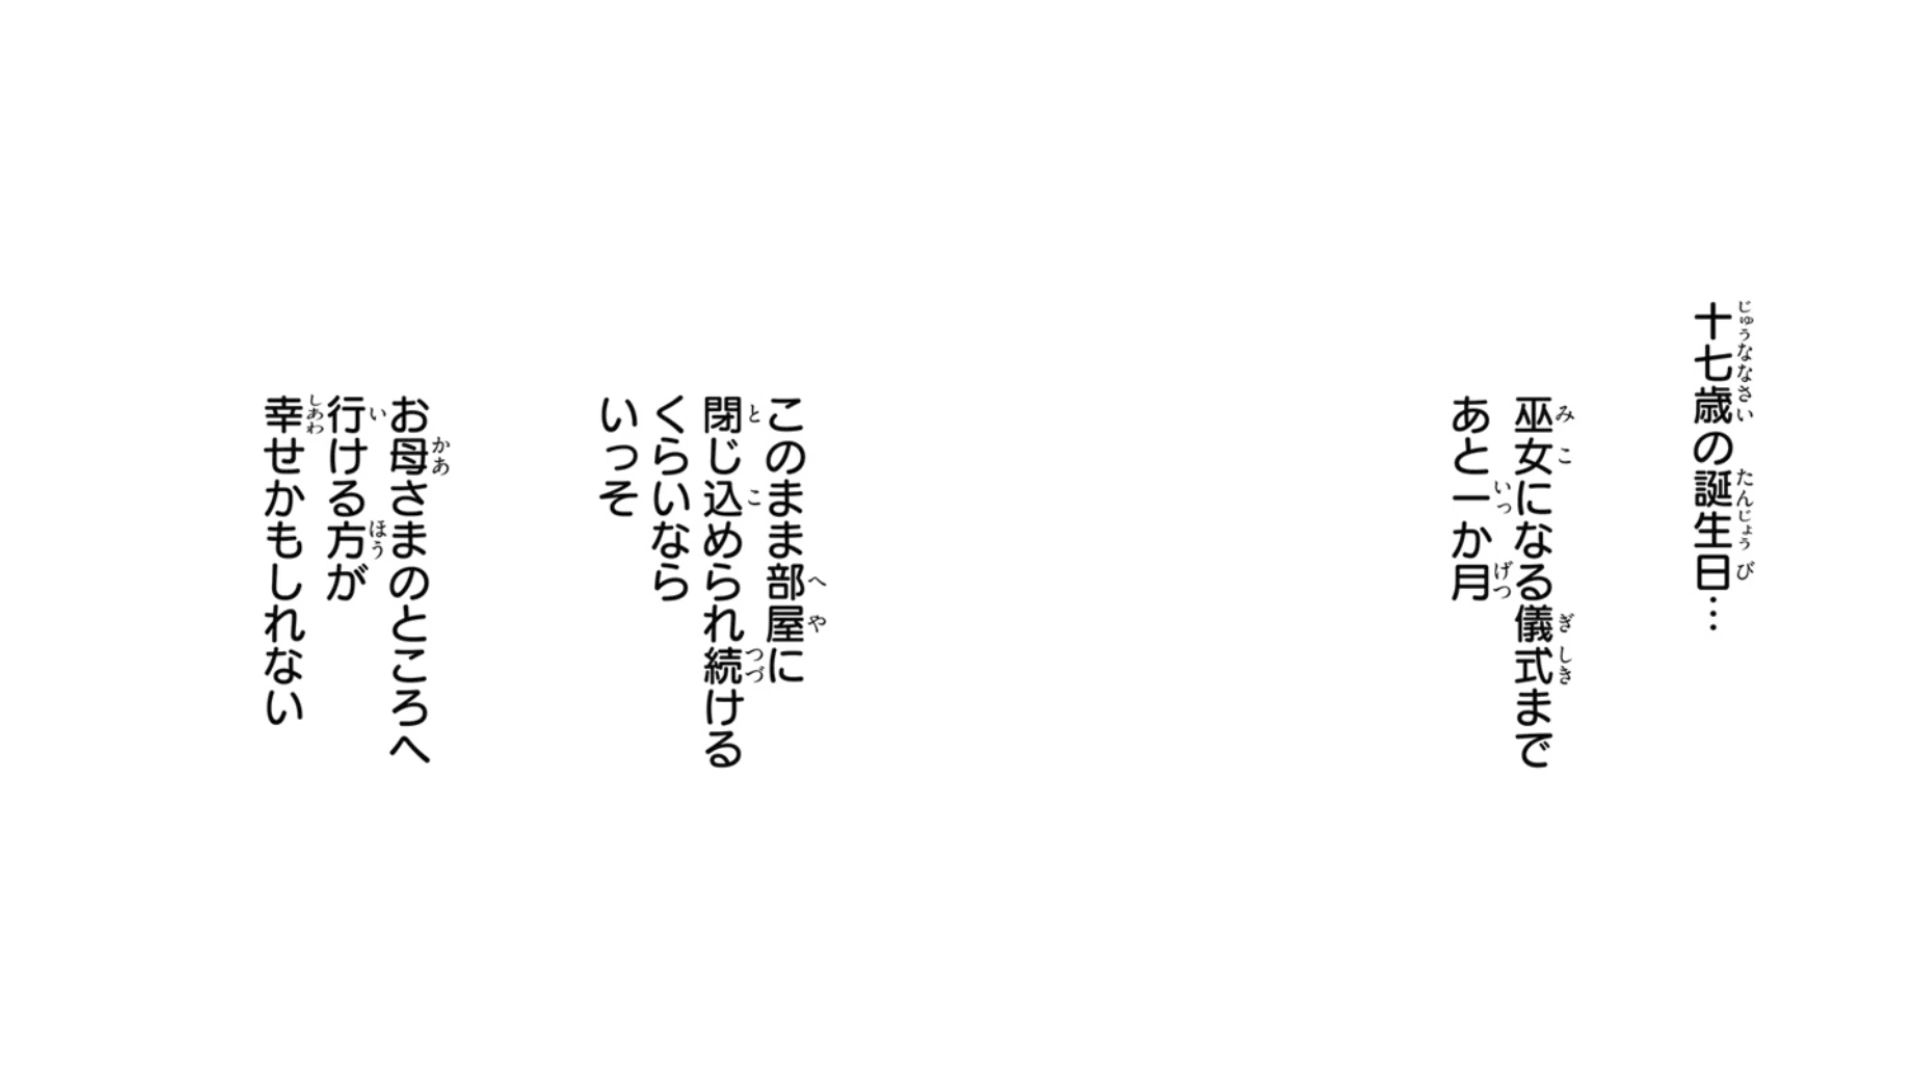 十七歳の誕生日…
巫女になる儀式まで
あと一か月
このまま部屋に
閉じ込められ続ける
くらいなら
いっそ
お母さまのところへ
行ける方が
幸せかもしれない